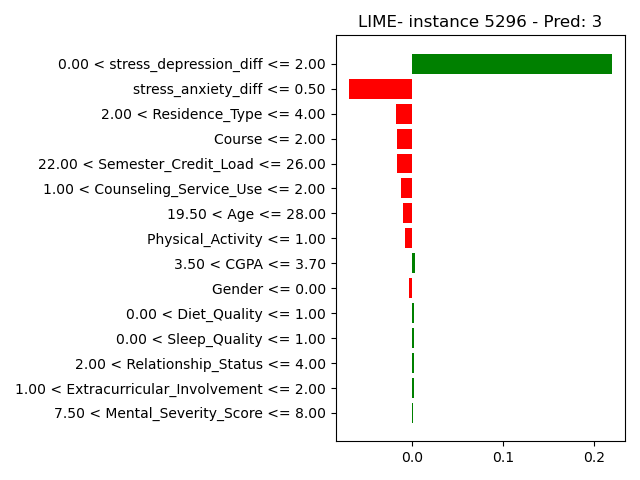 LIME- instance 5296 - Pred: 3
0.00 < stress_depression_diff <= 2.00
stress_anxiety_diff <= 0.50
2.00 < Residence_Type <= 4.00
Course <= 2.00
22.00 < Semester_Credit_Load <= 26.00
1.00 < Counseling_Service_Use <= 2.00
19.50 < Age <= 28.00
Physical_Activity <= 1.00
3.50 < CGPA <= 3.70
Gender <= 0.00
0.00 < Diet_Quality <= 1.00
0.00 < Sleep_Quality <= 1.00
2.00 < Relationship_Status <= 4.00
1.00 < Extracurricular_Involvement <= 2.00
7.50 < Mental_Severity_Score <= 8.00
0.0 0.1 0.2